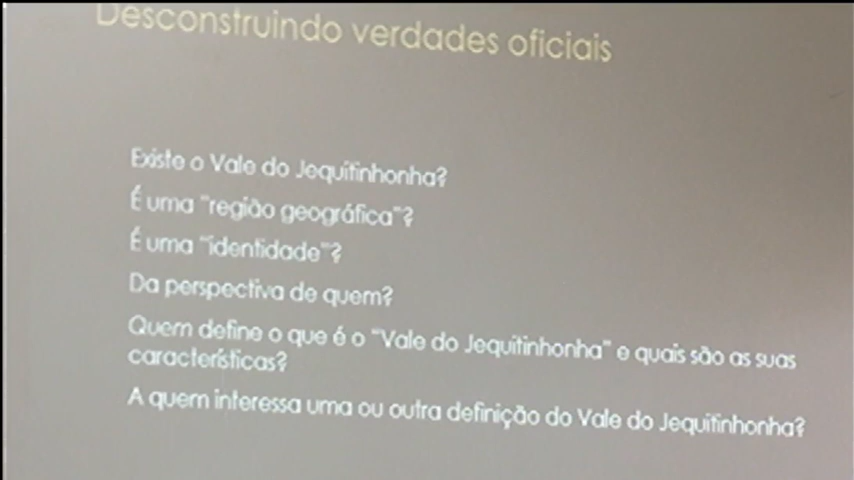 Desconstruindo verdades oficiais
Existe o Vale do Jequitinhonha?
É uma "região geográfica"?
É uma "identidade"?
Da perspectiva de quem?
Quem define o que é o "Vale do Jequitinhonha" e quais são as suas
características?
A quem interessa uma ou outra definição do Vale do Jequitinhonha?